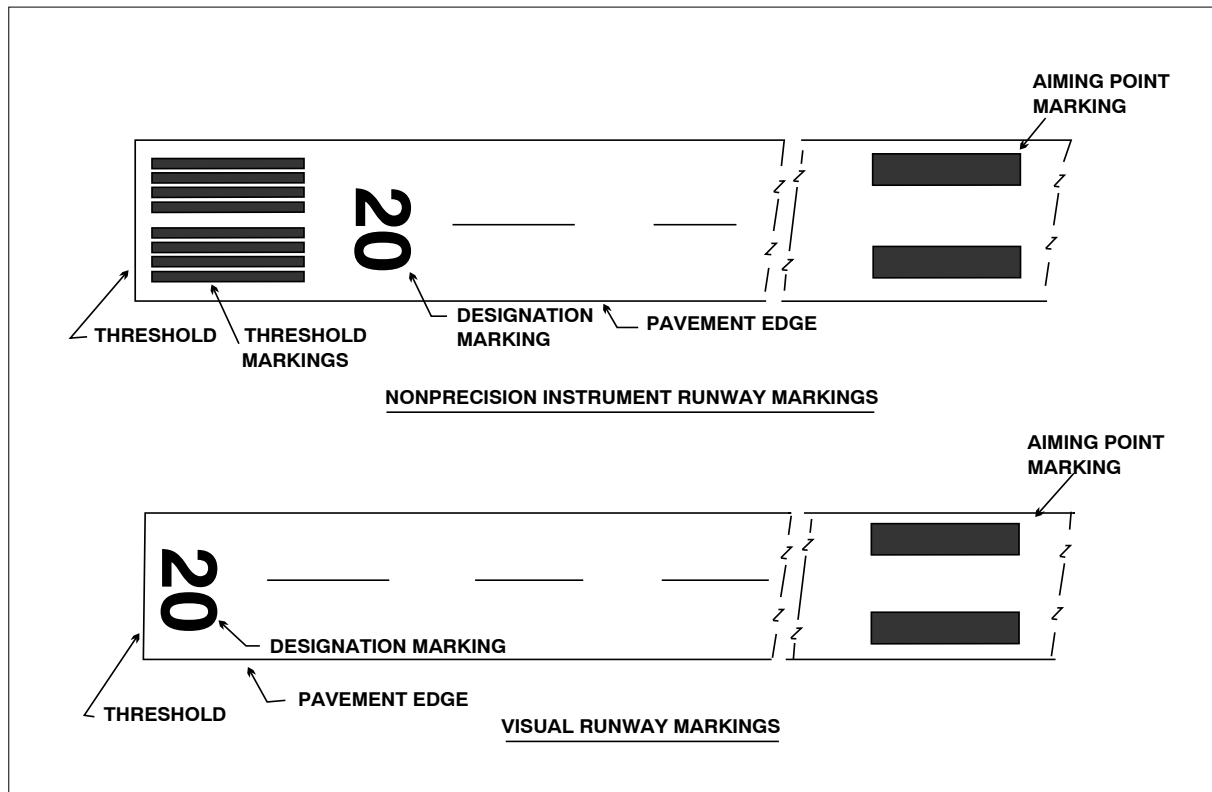 AIMING POINT
MARKING
20
THRESHOLD
THRESHOLD
MARKINGS
DESIGNATION
MARKING
PAVEMENT EDGE
NONPRECISION INSTRUMENT RUNWAY MARKINGS
AIMING POINT
MARKING
20
DESIGNATION MARKING
PAVEMENT EDGE
THRESHOLD
VISUAL RUNWAY MARKINGS